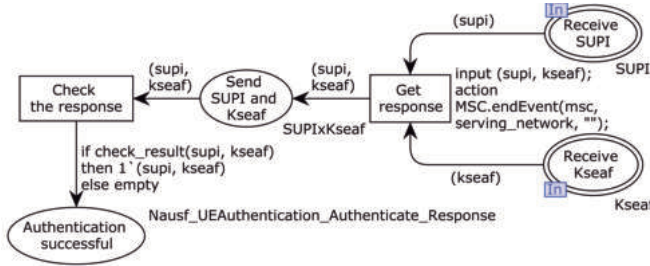 In
(supi)
Receive
SUPI
SUPI
Check
the response
(supi,
kseaf)
Send
SUPI and
Kseaf
SUPIxKseaf
(supi,
kseaf)
Get
response
input (supi, kseaf);
action
MSC.endEvent(msc,
serving_network, "");
(kseaf)
Receive
Kseaf
In
Kseaf
if check_result(supi, kseaf)
then 1`(supi, kseaf)
else empty
Authentication
successful
Nausf_UEAuthentication_Authenticate_Response